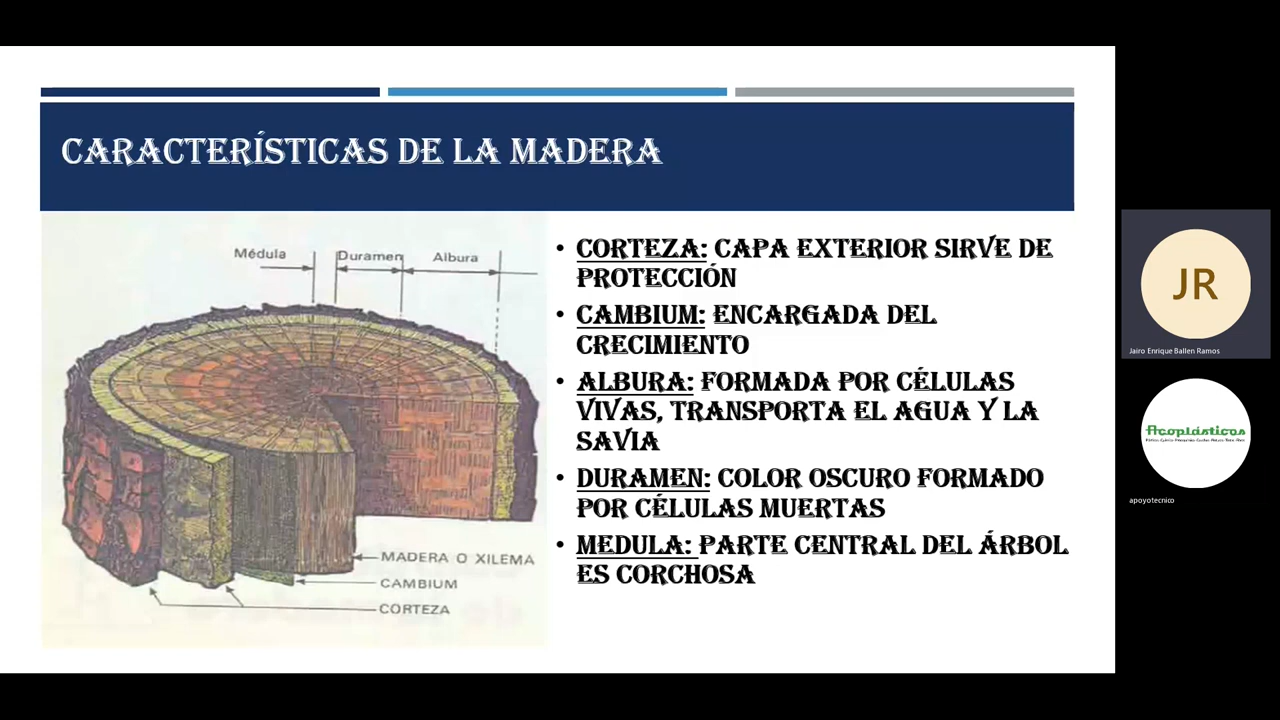 CARACTERÍSTICAS DE LA MADERA
Médula
Duramen
Albura
MADERA O XILEMA
CAMBIUM
CORTEZA
• CORTEZA: CAPA EXTERIOR SIRVE DE
PROTECCIÓN
• CAMBIUM: ENCARGADA DEL
CRECIMIENTO
• ALBURA: FORMADA POR CÉLULAS
VIVAS, TRANSPORTA EL AGUA Y LA
SAVIA
• DURAMEN: COLOR OSCURO FORMADO
POR CÉLULAS MUERTAS
• MEDULA: PARTE CENTRAL DEL ÁRBOL
ES CORCHOSA
JR
Jairo Enrique Ballen Ramos
Acoplásticos
apoyotecnico